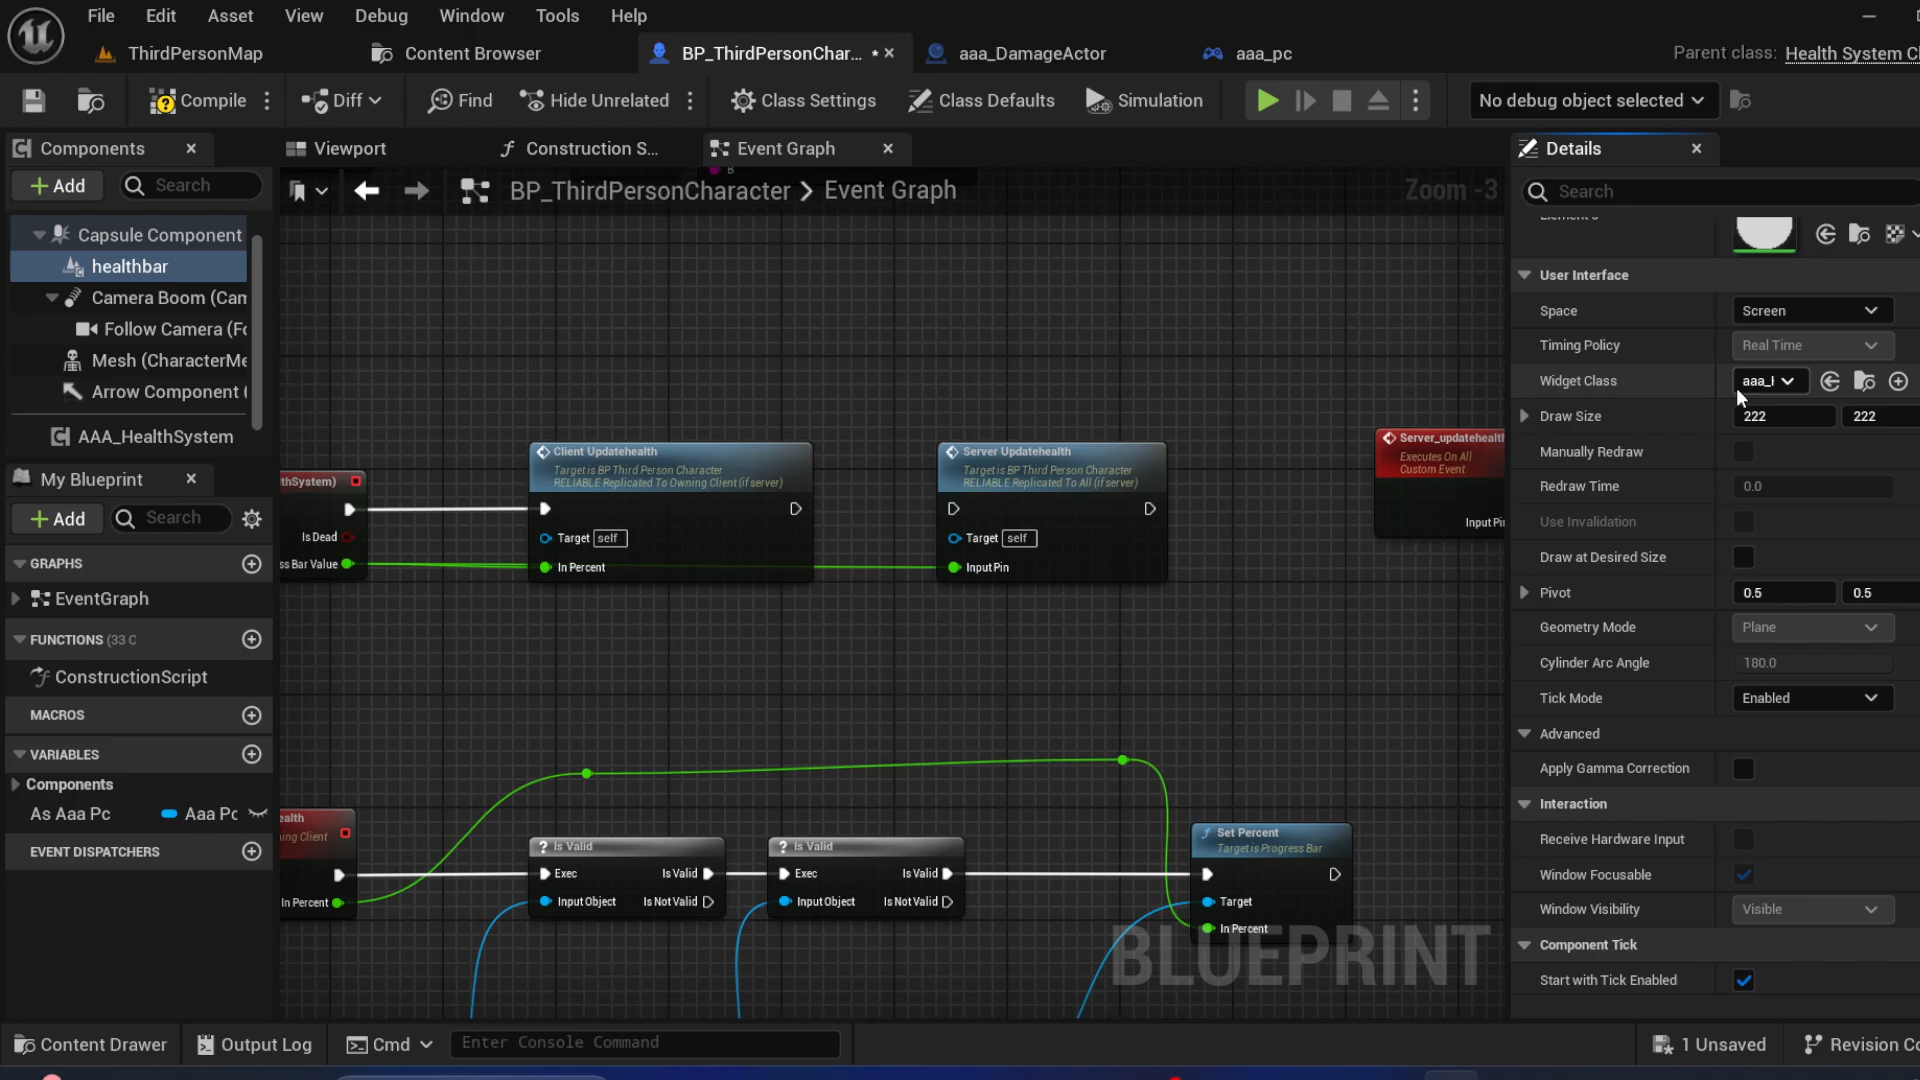 File Edit Asset View Debug Window Tools Help
ThirdPersonMap Content Browser BP_ThirdPersonChar... • aaa_DamageActor aaa_pc Parent class: Health System Cl
Compile Diff Find Hide Unrelated Class Settings Class Defaults Simulation No debug object selected
Components Viewport Construction S... Event Graph Details
Add Search BP_ThirdPersonCharacter > Event Graph Zoom -3 Search
Capsule Component
healthbar
Camera Boom (Can
Follow Camera (Fo
Mesh (CharacterMe
Arrow Component (
AAA_HealthSystem
My Blueprint
Add Search
GRAPHS
EventGraph
FUNCTIONS (33 O
ConstructionScript
MACROS
VARIABLES
Components
As Aaa Pc Aaa Pc
EVENT DISPATCHERS
B
thSystem)
Is Dead
ss Bar Value
Client Updatehealth
Target is BP Third Person Character
RELIABLE Replicated To Owning Client (if server)
Target self
In Percent
Server Updatehealth
Target is BP Third Person Character
RELIABLE Replicated To All (if server)
Target self
Input Pin
Server_updatehealth
Executes On All
Custom Event
Input Pin
ealth
ning Client
In Percent
? Is Valid
Exec Is Valid
Input Object Is Not Valid
? Is Valid
Exec Is Valid
Input Object Is Not Valid
Set Percent
Target is Progress Bar
Target
In Percent
BLUEPRINT
User Interface
Space Screen
Timing Policy Real Time
Widget Class aaa_
Draw Size 222 222
Manually Redraw
Redraw Time 0.0
Use Invalidation
Draw at Desired Size
Pivot 0.5 0.5
Geometry Mode Plane
Cylinder Arc Angle 180.0
Tick Mode Enabled
Advanced
Apply Gamma Correction
Interaction
Receive Hardware Input
Window Focusable
Window Visibility Visible
Component Tick
Start with Tick Enabled
Content Drawer Output Log Cmd Enter Console Command 1 Unsaved Revision Co